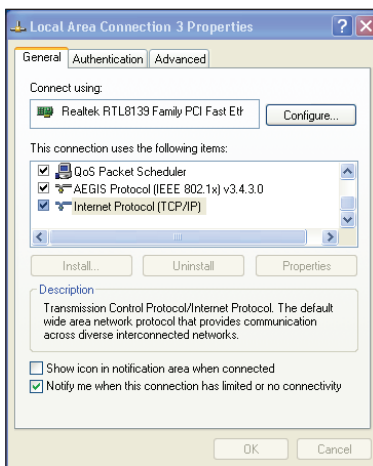 Local Area Connection 3 Properties
General Authentication Advanced
Connect using:
Realtek RTL8139 Family PCI Fast Eth
Configure...
This connection uses the following items:
QoS Packet Scheduler
AEGIS Protocol (IEEE 802.1x) v3.4.3.0
Internet Protocol (TCP/IP)
Install... Uninstall Properties
Description
Transmission Control Protocol/Internet Protocol. The default
wide area network protocol that provides communication
across diverse interconnected networks.
Show icon in notification area when connected
Notify me when this connection has limited or no connectivity
OK Cancel